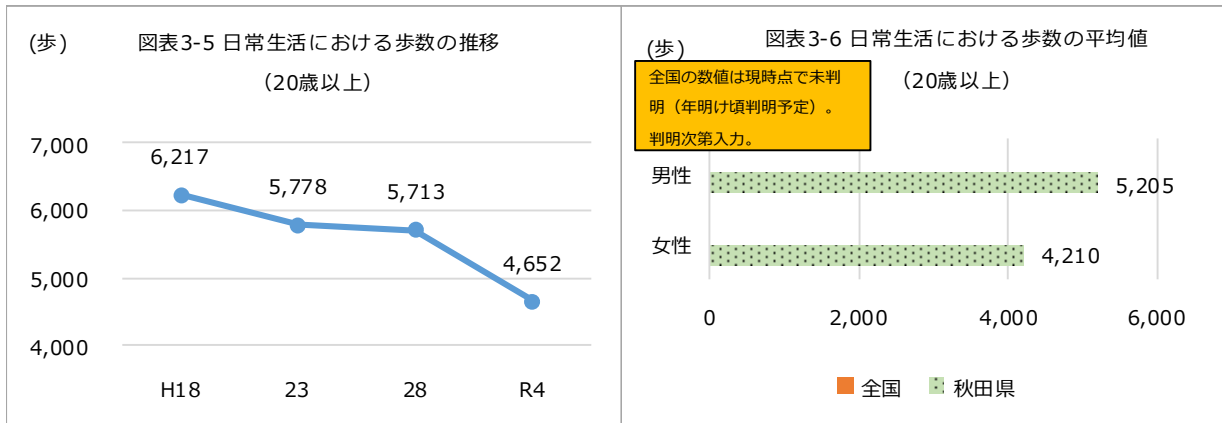 (歩)
図表3-5 日常生活における歩数の推移
（20歳以上）
7,000
6,000
5,000
4,000
6,217
5,778
5,713
4,652
H18
23
28
R4
図表3-6 日常生活における歩数の平均値
(歩)
（20歳以上）
全国の数値は現時点で未判
明（年明け頃判明予定）。
判明次第入力。
男性
5,205
女性
4,210
0
2,000
4,000
6,000
全国
秋田県